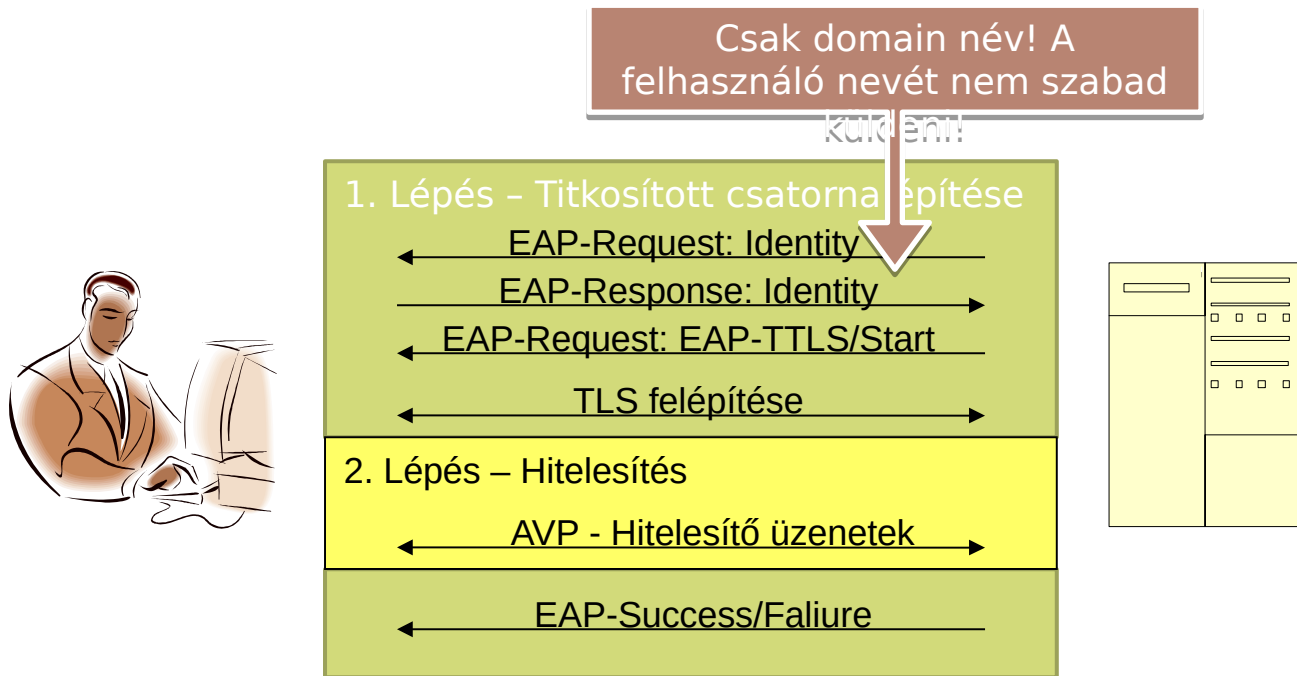 Csak domain név! A
felhasználó nevét nem szabad
küldeni!
1. Lépés – Titkosított csatorna építése
EAP-Request: Identity
EAP-Response: Identity
EAP-Request: EAP-TTLS/Start
TLS felépítése
2. Lépés – Hitelesítés
AVP - Hitelesítő üzenetek
EAP-Success/Faliure